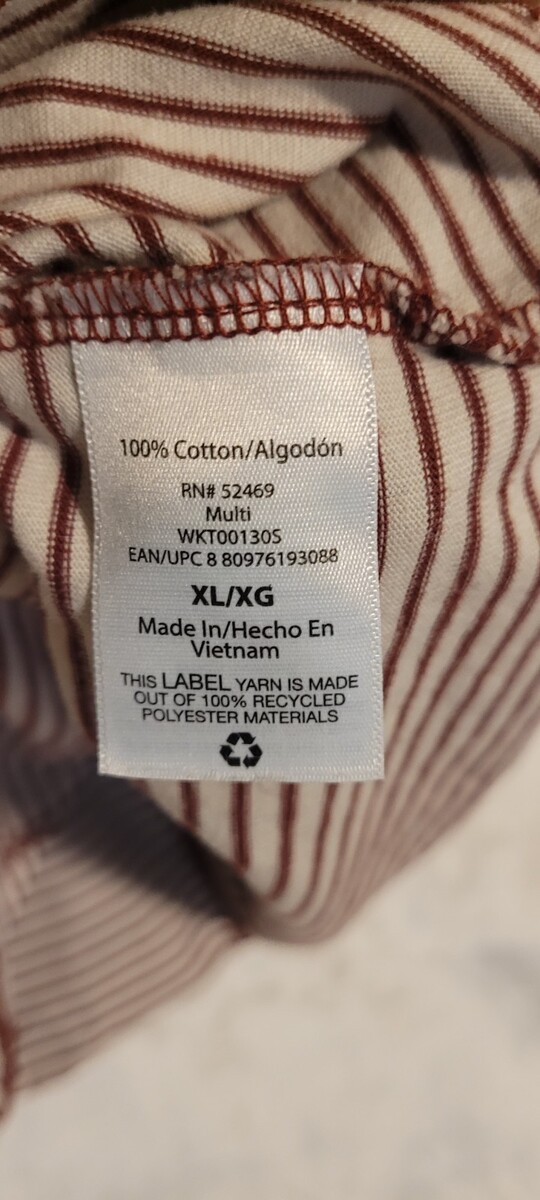 100% Cotton/Algodón
RN# 52469
Multi
WKT00130S
EAN/UPC 8 80976193088
XL/XG
Made In/Hecho En
Vietnam
THIS LABEL YARN IS MADE
OUT OF 100% RECYCLED
POLYESTER MATERIALS